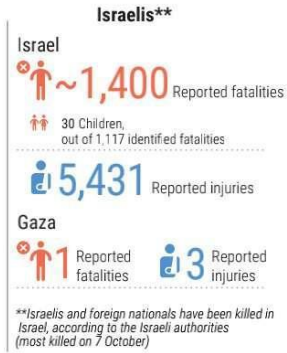 Israelis**
Israel
~1,400 Reported fatalities
30 Children,
out of 1,117 identified fatalities
5,431 Reported injuries
Gaza
1 Reported fatalities
3 Reported injuries
**Israelis and foreign nationals have been killed in
Israel, according to the Israeli authorities
(most killed on 7 October)